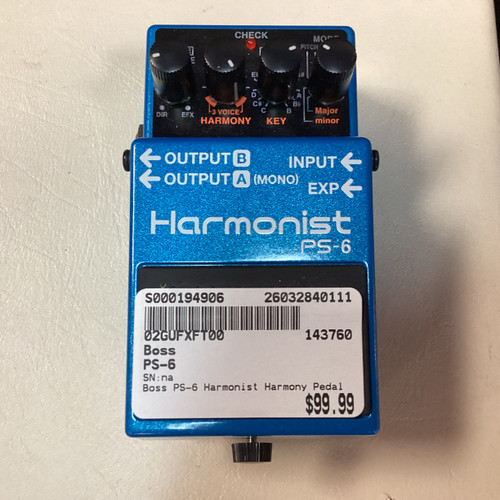 CHECK
MODE
PITCH
DIR EFX
3 VOICE
HARMONY
KEY
Major
minor
OUTPUT B INPUT
OUTPUT A (MONO) EXP
Harmonist
PS-6
S000194906 26032840111
02GUFXFT00 143760
Boss
PS-6
SN:na
Boss PS-6 Harmonist Harmony Pedal
$99.99